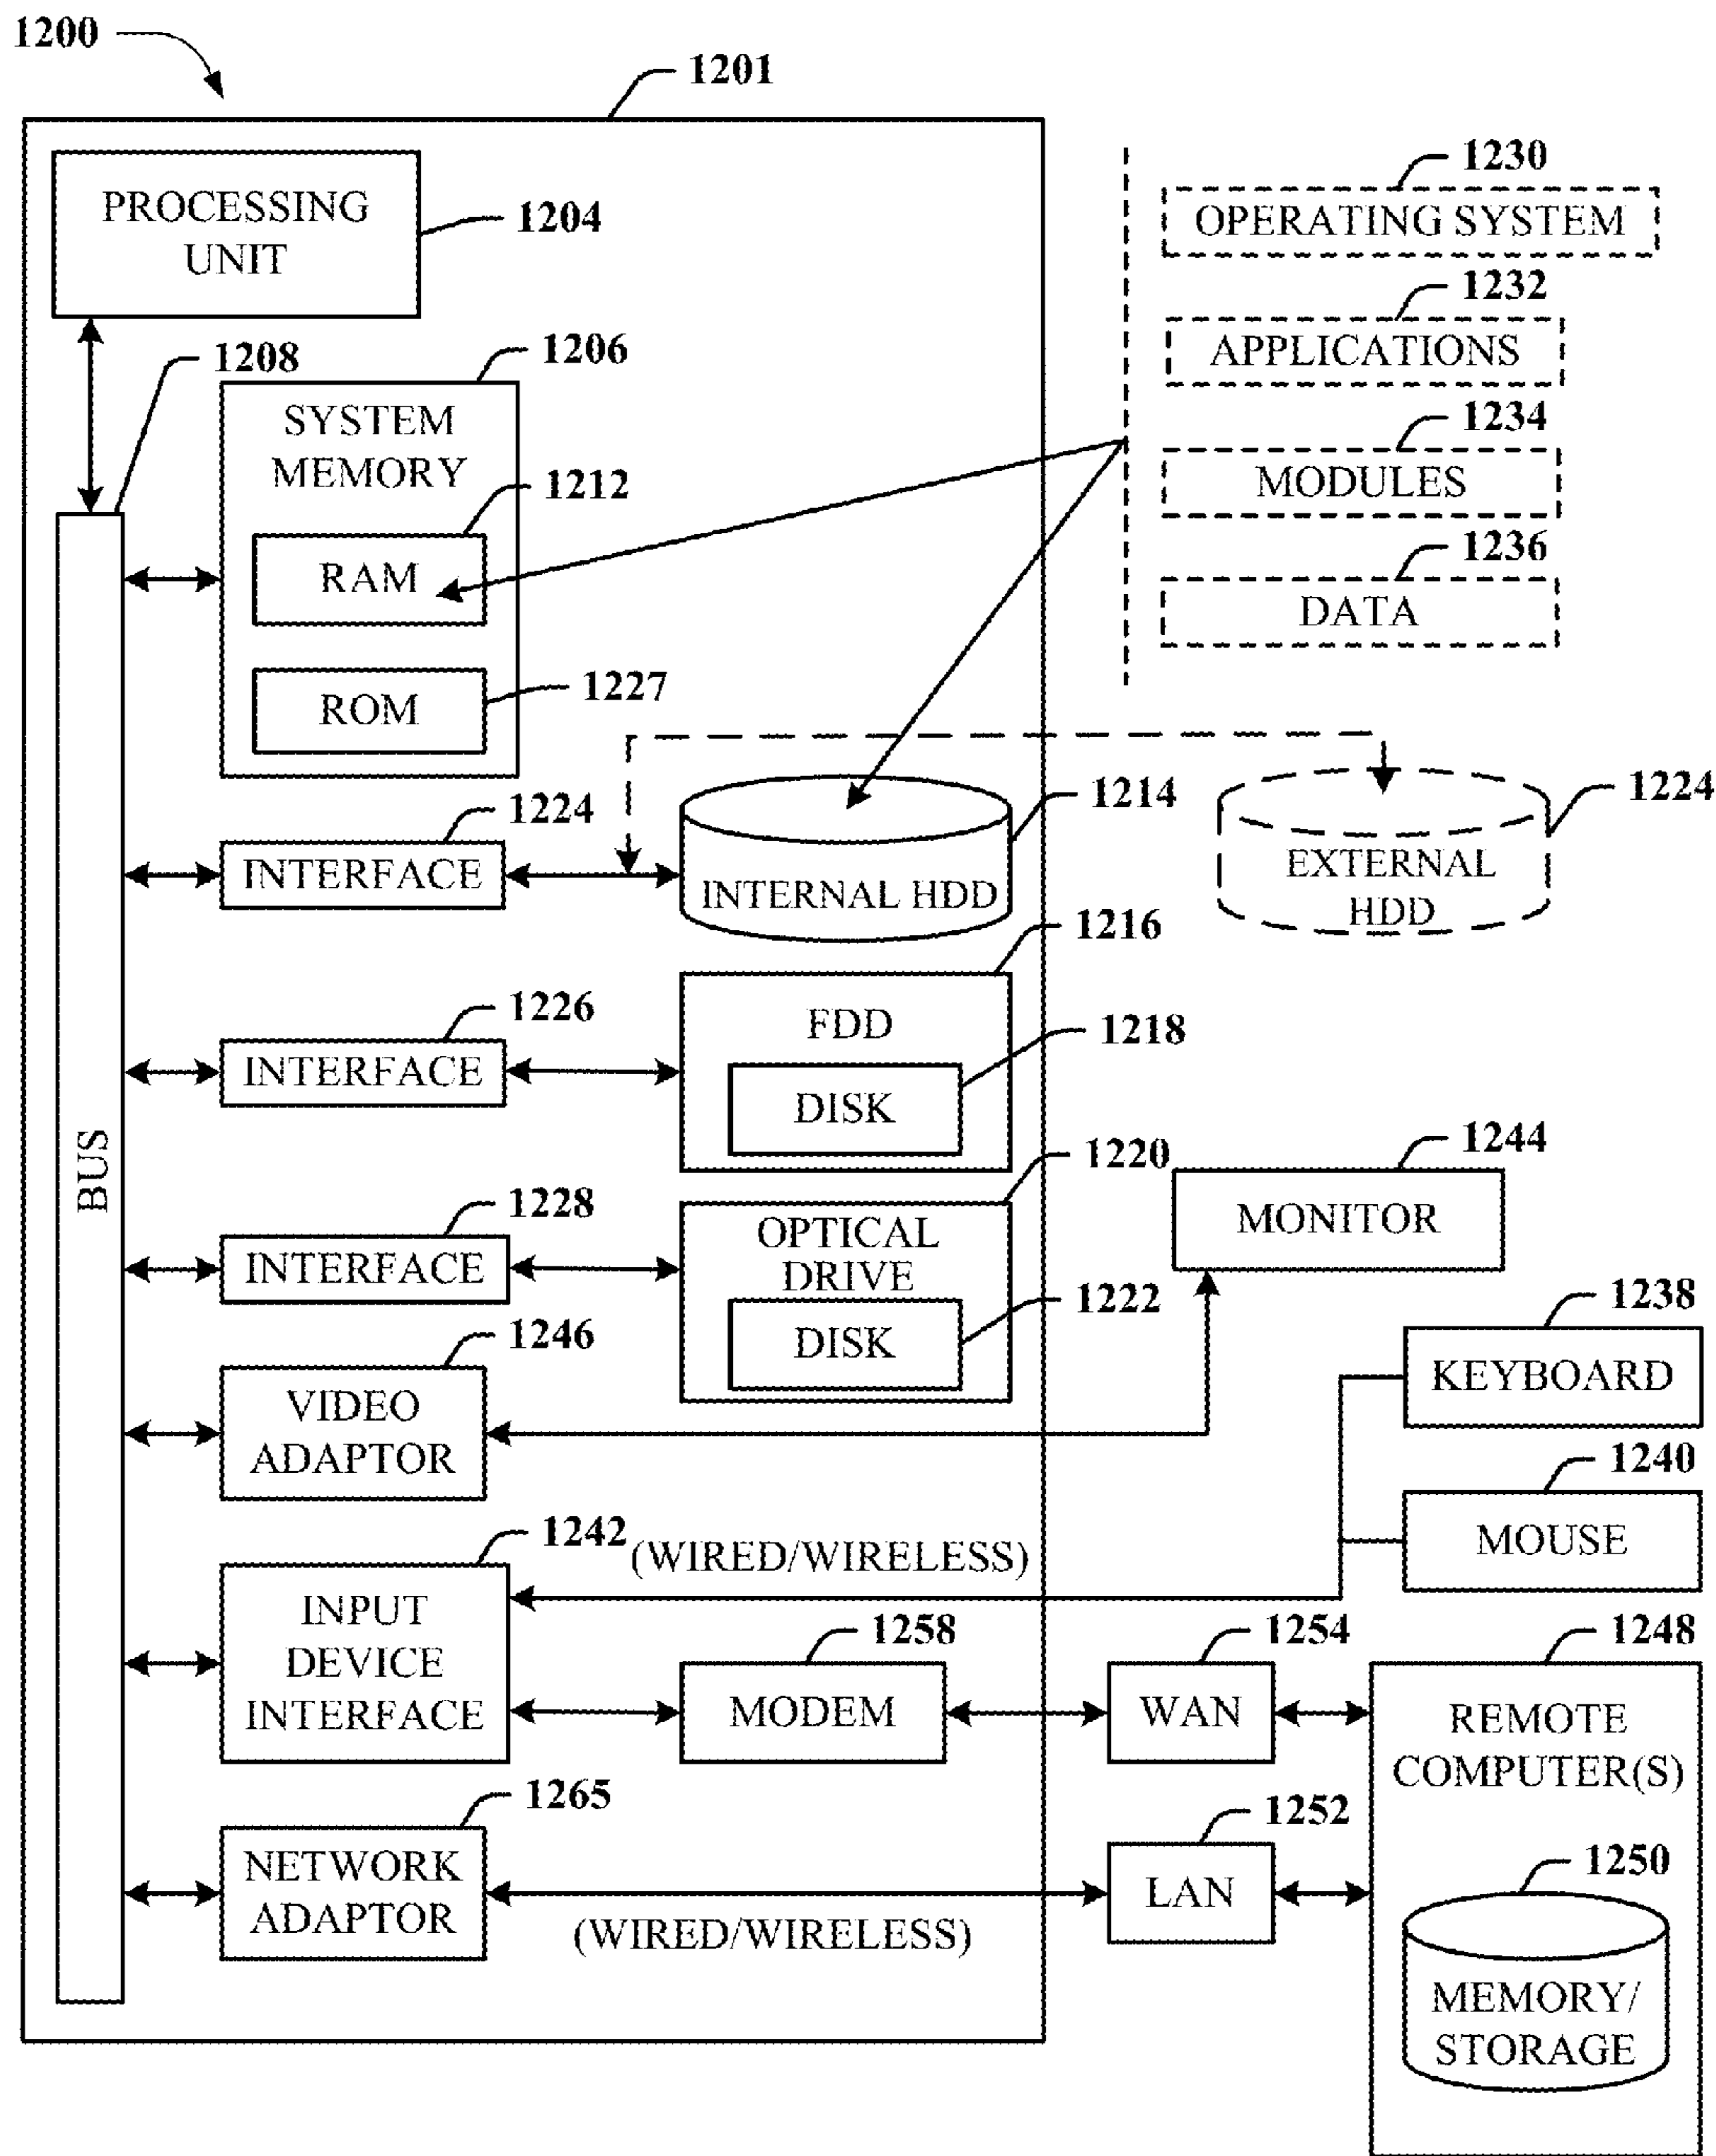 1200
1201
PROCESSING
UNIT
1204
1230
OPERATING SYSTEM
1232
APPLICATIONS
1234
MODULES
1236
DATA
1208
1206
SYSTEM
MEMORY
1212
RAM
1227
ROM
BUS
1224
INTERFACE
1214
INTERNAL HDD
1224
EXTERNAL
HDD
1226
INTERFACE
1216
FDD
1218
DISK
1228
INTERFACE
1220
OPTICAL
DRIVE
1222
DISK
1244
MONITOR
1246
VIDEO
ADAPTOR
1238
KEYBOARD
1240
MOUSE
1242
(WIRED/WIRELESS)
INPUT
DEVICE
INTERFACE
1258
MODEM
1254
WAN
1248
REMOTE
COMPUTER(S)
1265
NETWORK
ADAPTOR
(WIRED/WIRELESS)
1252
LAN
1250
MEMORY/
STORAGE